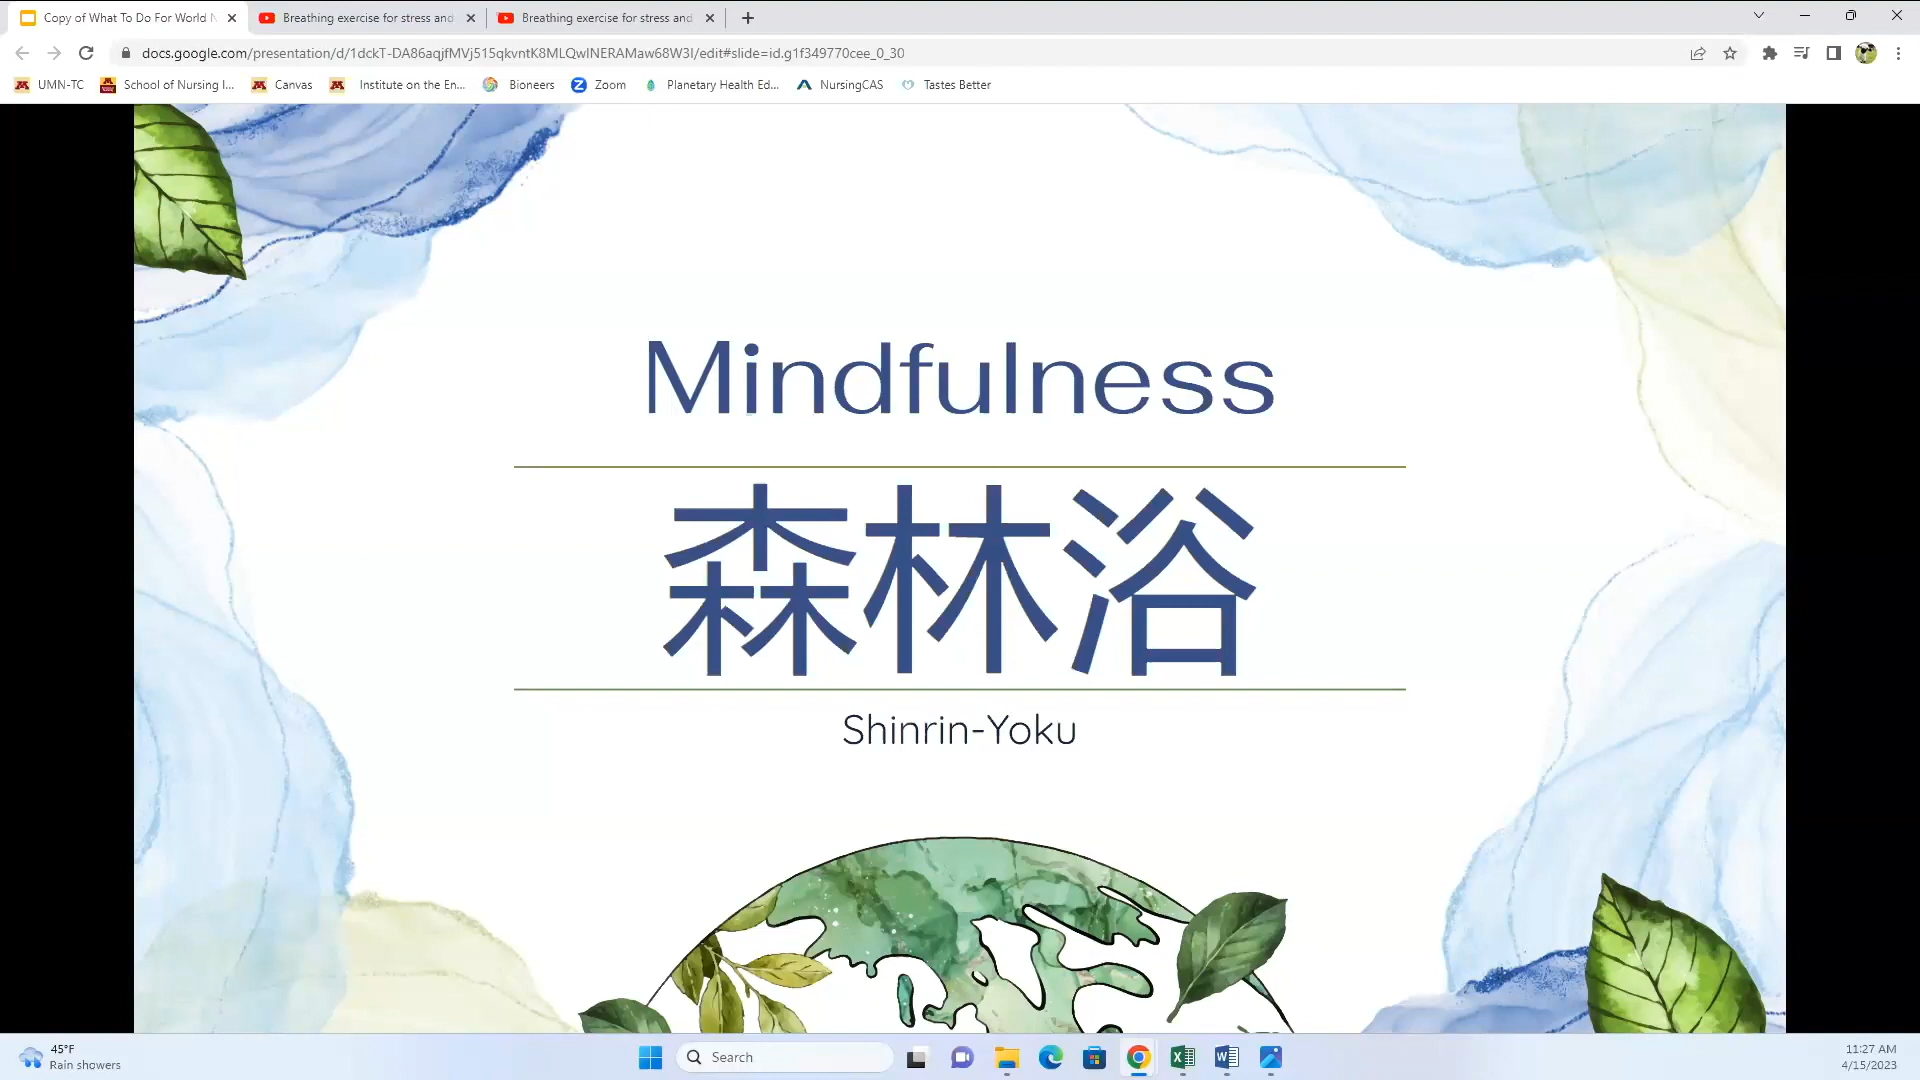 Copy of What To Do For World N
Breathing exercise for stress and
Breathing exercise for stress and
docs.google.com/presentation/d/1dckT-DA86aqjfMVj515qkvntK8MLQwlNERAMaw68W3I/edit#slide=id.g1f349770cee_0_30
UMN-TC School of Nursing I... Canvas Institute on the En... Bioneers Zoom Planetary Health Ed... NursingCAS Tastes Better
Mindfulness
森林浴
Shinrin-Yoku
45°F
Rain showers
Search
11:27 AM
4/15/2023